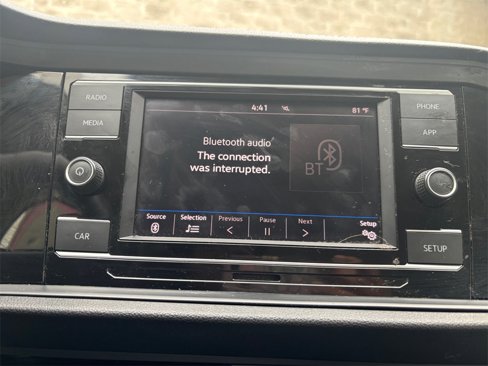 RADIO
MEDIA
CAR
4:41
81 °F
Bluetooth audio
The connection
was interrupted.
BT
Source Selection Previous Pause Next Setup
PHONE
APP
SETUP